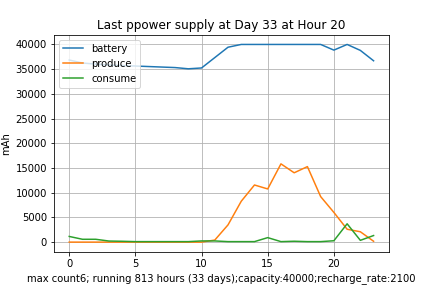 Last ppower supply at Day 33 at Hour 20
40000
35000
30000
25000
20000
15000
10000
5000
0
mAh
battery
produce
consume
0 5 10 15 20
max count6; running 813 hours (33 days);capacity:40000;recharge_rate:2100